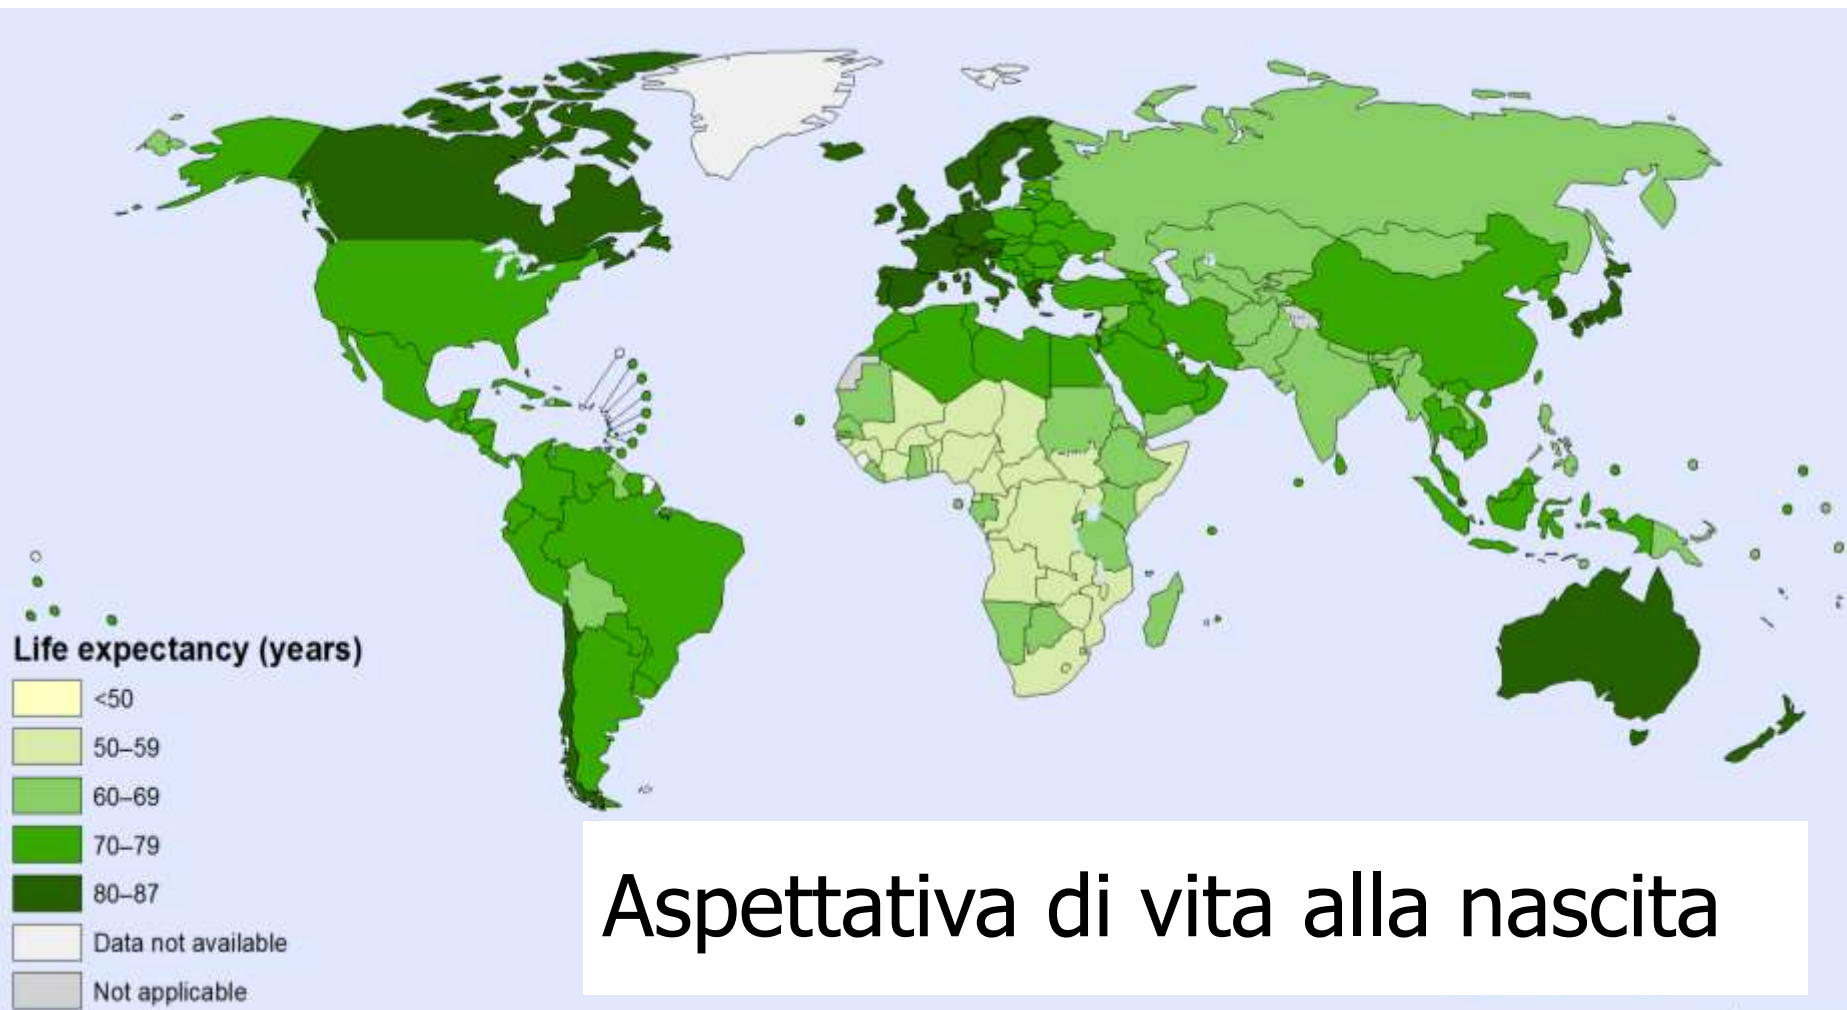 Life expectancy (years)
<50
50–59
60–69
70–79
80–87
Data not available
Not applicable
Aspettativa di vita alla nascita